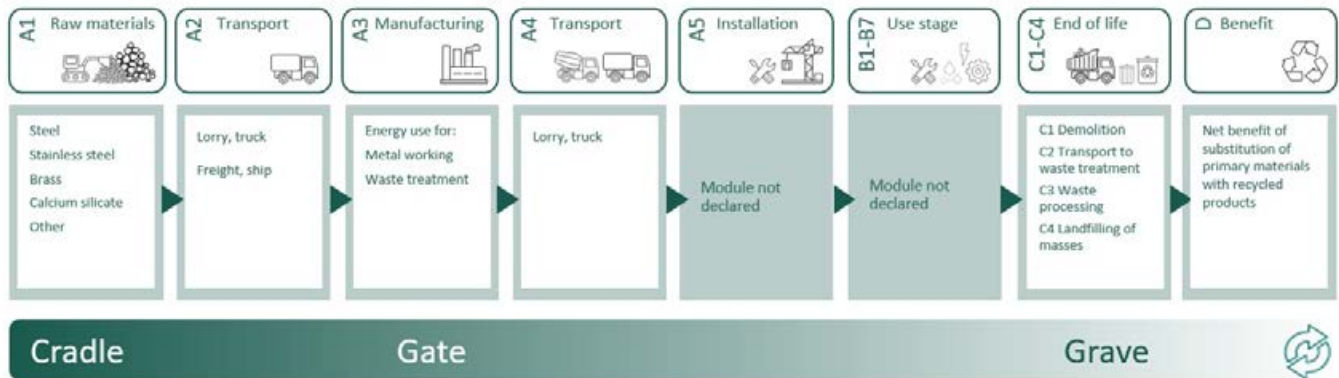 A1 Raw materials
A2 Transport
A3 Manufacturing
A4 Transport
A5 Installation
B1-B7 Use stage
C1-C4 End of life
D Benefit
Steel
Stainless steel
Brass
Calcium silicate
Other
Lorry, truck
Freight, ship
Energy use for:
Metal working
Waste treatment
Lorry, truck
Module not
declared
Module not
declared
C1 Demolition
C2 Transport to
waste treatment
C3 Waste
processing
C4 Landfilling of
masses
Net benefit of
substitution of
primary materials
with recycled
products
Cradle
Gate
Grave